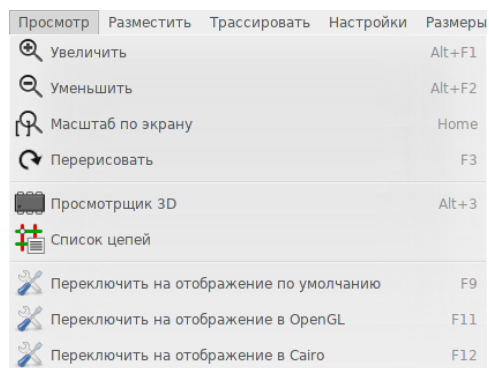 Просмотр Разместить Трассировать Настройки Размеры
Увеличить Alt+F1
Уменьшить Alt+F2
Масштаб по экрану Home
Перерисовать F3
Просмотрщик 3D Alt+3
Список цепей
Переключить на отображение по умолчанию F9
Переключить на отображение в OpenGL F11
Переключить на отображение в Cairo F12